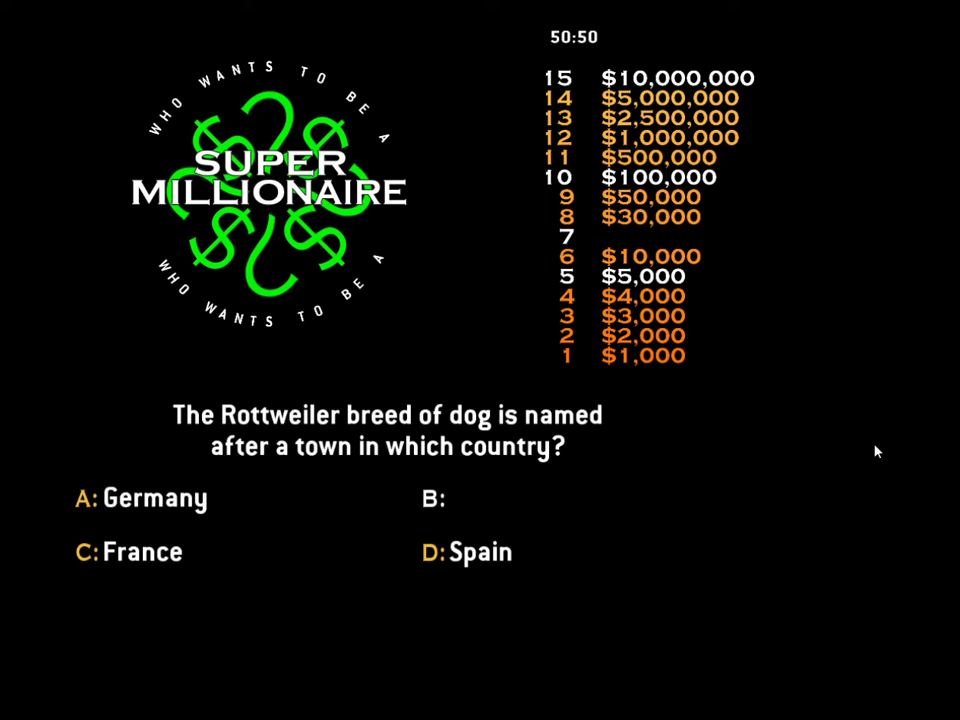 50:50
WHO WANTS TO BE A
SUPER
MILLIONAIRE
WHO WANTS TO BE A
15 $10,000,000
14 $5,000,000
13 $2,500,000
12 $1,000,000
11 $500,000
10 $100,000
9 $50,000
8 $30,000
7
6 $10,000
5 $5,000
4 $4,000
3 $3,000
2 $2,000
1 $1,000
The Rottweiler breed of dog is named
after a town in which country?
A: Germany
B:
C: France
D: Spain